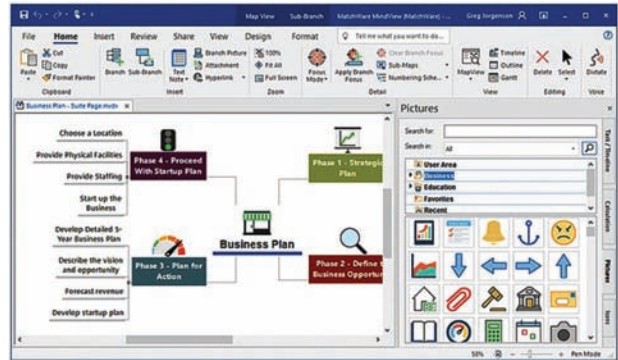 Map View Sub-Branch MatchWare MindView (MatchWare) - ... Greg Jorgenson
File Home Insert Review Share View Design Format Tell me what you want to do...
Paste
Cut
Copy
Format Painter
Clipboard
Branch Sub-Branch Text Note
Branch Picture
Attachment
Hyperlink
Insert
100%
Fit All
Full Screen
Zoom
Focus Mode
Apply Branch Focus
Clear Branch Focus
Sub-Maps
Numbering Sche...
Detail
MapView
Timeline
Outline
Gantt
View
Delete Select
Editing
Dictate
Voice
Business Plan - Suite Page.mvdx
Choose a Location
Provide Physical Facilities
Provide Staffing
Start up the
Business
Phase 4 - Proceed
With Startup Plan
Phase 1 - Strategic
Plan
Business Plan
Develop Detailed 5-
Year Business Plan
Describe the vision
and opportunity
Forecast revenue
Develop startup plan
Phase 3 - Plan for
Action
Phase 2 - Define t
Business Opportun
Pictures
Search for:
Search in: All
User Area
Business
Education
Favorites
Recent
Task / Timeline
Calculation
Pictures
Icons
58%
Pen Mode